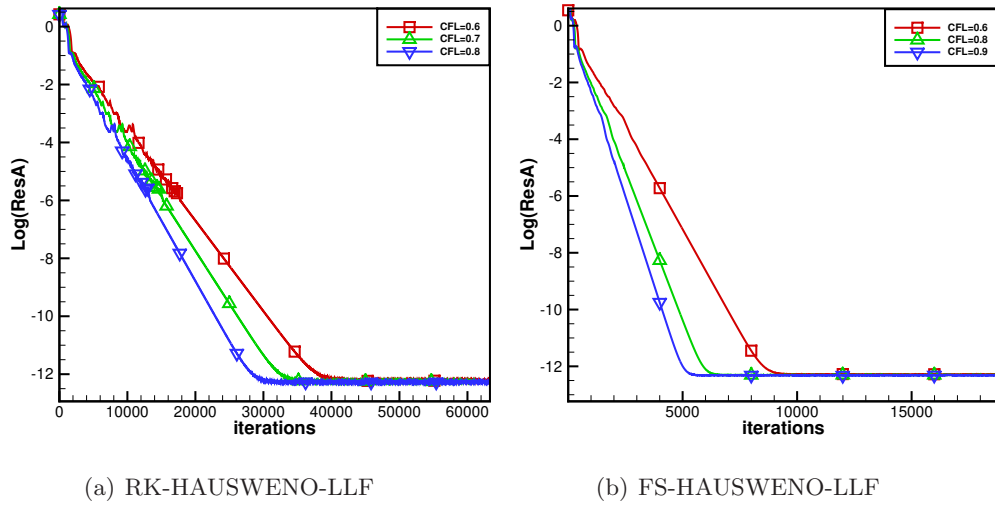 Log(ResA)
0
-2
-4
-6
-8
-10
-12
0 10000 20000 30000 40000 50000 60000
iterations
CFL=0.6
CFL=0.7
CFL=0.8
(a) RK-HAUSWENO-LLF
Log(ResA)
0
-2
-4
-6
-8
-10
-12
5000 10000 15000
iterations
CFL=0.6
CFL=0.8
CFL=0.9
(b) FS-HAUSWENO-LLF